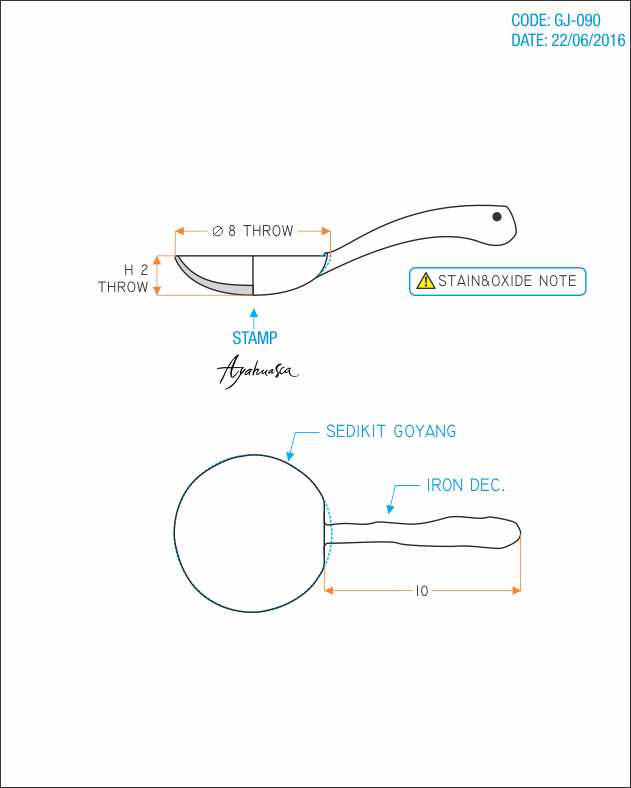 CODE: GJ-090
DATE: 22/06/2016
Ø 8 THROW
H 2
THROW
STAIN&OXIDE NOTE
STAMP
Ayahuasca
SEDIKIT GOYANG
IRON DEC.
10